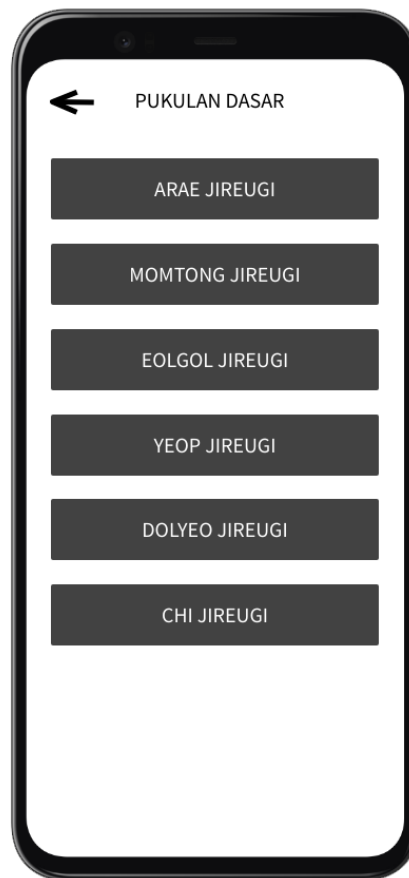 PUKULAN DASAR
ARAE JIREUGI
MOMTONG JIREUGI
EOLGOL JIREUGI
YEOP JIREUGI
DOLYEO JIREUGI
CHI JIREUGI